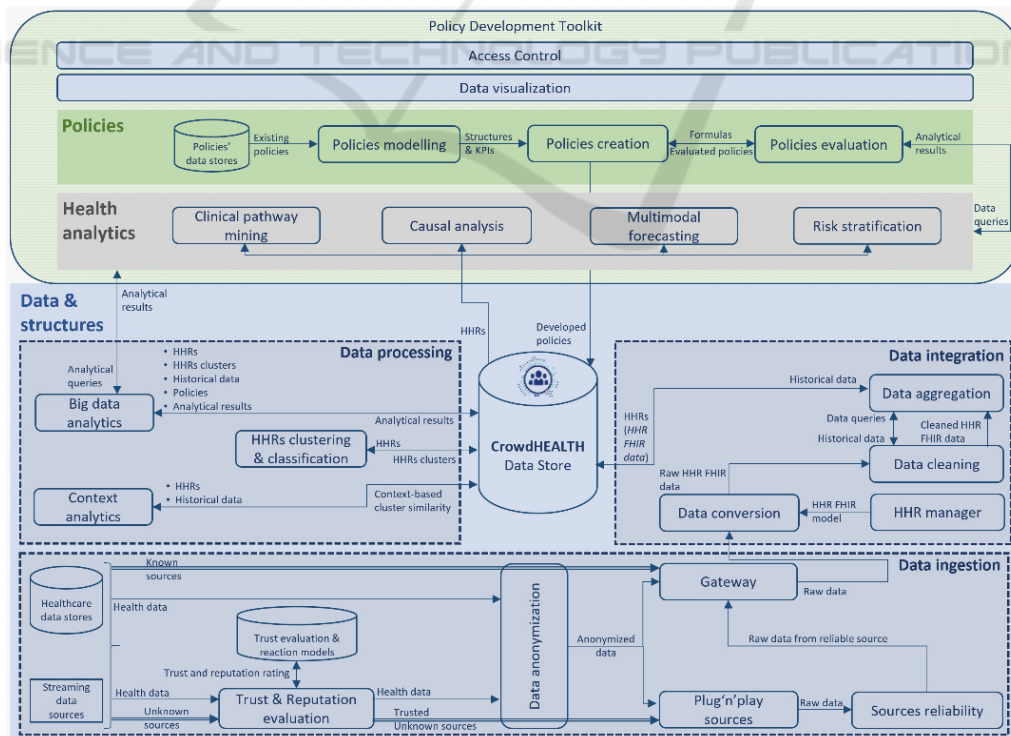 Policy Development Toolkit
ENCE AND TECHNOLOGY PUBLICATION
Access Control
Data visualization
Policies
Policies'
data stores
Existing
policies
Policies modelling
Structures
& KPIs
Policies creation
Formulas
Evaluated policies
Policies evaluation
Analytical
results
Health
analytics
Clinical pathway
mining
Causal analysis
Multimodal
forecasting
Risk stratification
Data
queries
Data &
structures
Analytical
results
HHRs
Developed
policies
Data processing
Analytical
queries
• HHRs
• HHRs clusters
• Historical data
• Policies
• Analytical results
Big data
analytics
Analytical results
HHRs clustering
& classification
HHRs
HHRs clusters
Context
analytics
• HHRs
• Historical data
Context-based
cluster similarity
CrowdHEALTH
Data Store
Data integration
HHRs
(HHR
FHIR
data)
Historical data
Data aggregation
Data queries
Historical data
Cleaned HHR
FHIR data
Raw HHR FHIR
data
Data cleaning
Data conversion
HHR FHIR
model
HHR manager
Data ingestion
Healthcare
data stores
Known
sources
Health data
Trust evaluation &
reaction models
Trust and reputation rating
Streaming
data
sources
Health data
Unknown
sources
Trust & Reputation
evaluation
Health data
Trusted
Unknown sources
Data anonymization
Anonymized
data
Gateway
Raw data
Raw data from reliable source
Plug'n'play
sources
Raw data
Sources reliability